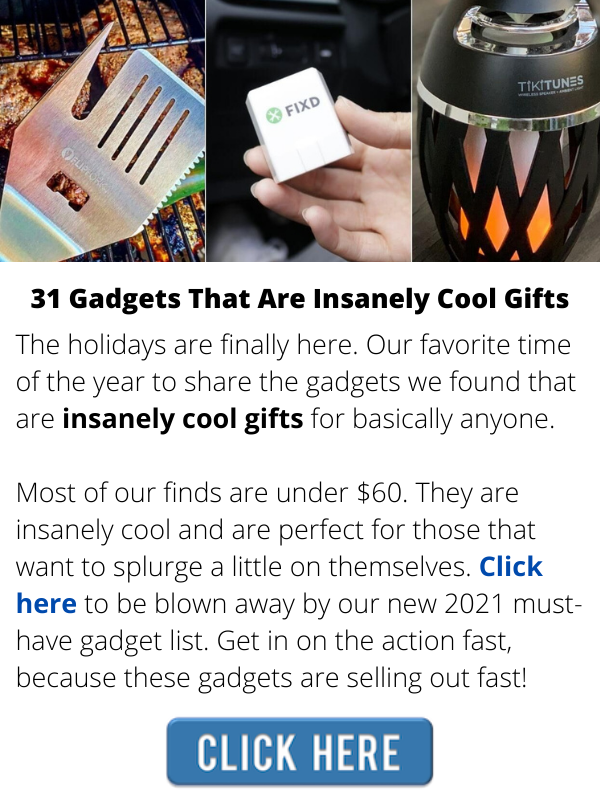 FIXD
TIKITUNES
WIRELESS SPEAKER + AMBIENT LIGHT
31 Gadgets That Are Insanely Cool Gifts
The holidays are finally here. Our favorite time
of the year to share the gadgets we found that
are insanely cool gifts for basically anyone.
Most of our finds are under $60. They are
insanely cool and are perfect for those that
want to splurge a little on themselves. Click
here to be blown away by our new 2021 must-
have gadget list. Get in on the action fast,
because these gadgets are selling out fast!
CLICK HERE